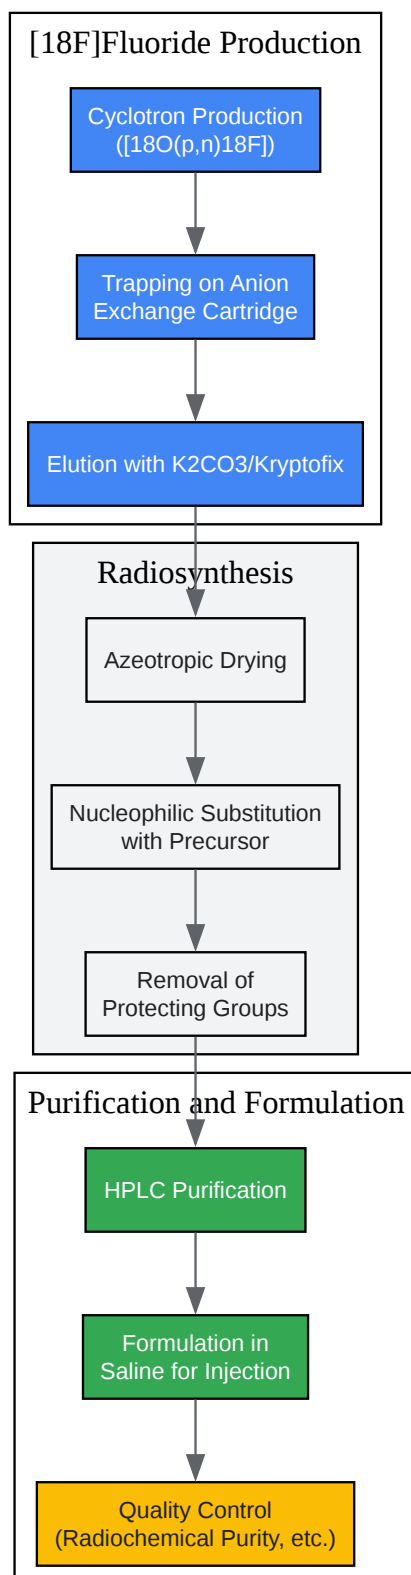 [18F]Fluoride Production
Cyclotron Production
([18O(p,n)18F])
Trapping on Anion
Exchange Cartridge
Elution with K2CO3/Kryptofix
Radiosynthesis
Azeotropic Drying
Nucleophilic Substitution
with Precursor
Removal of
Protecting Groups
Purification and Formulation
HPLC Purification
Formulation in
Saline for Injection
Quality Control
(Radiochemical Purity, etc.)